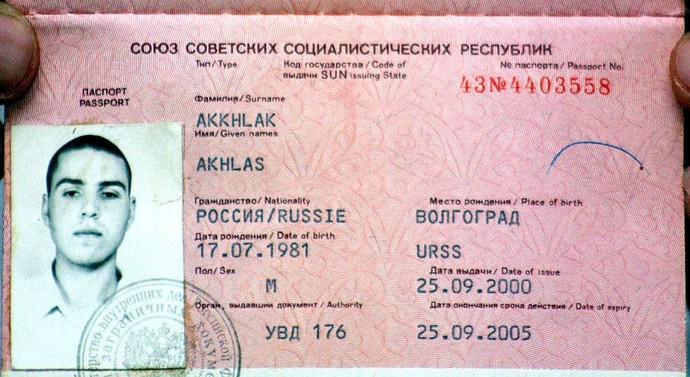 СОЮЗ СОВЕТСКИХ СОЦИАЛИСТИЧЕСКИХ РЕСПУБЛИК
ПАСПОРТ
PASSPORT
Тип/Type
Код государства / Code of
выдачи SUN issuing State
№ паспорта / Passport No.
43№4403558
Фамилия / Surname
AKKHLAK
Имя/Given names
AKHLAS
Гражданство/ Nationality
РОССИЯ/RUSSIE
Место рождения / Place of birth
ВОЛГОГРАД
Дата рождения / Date of birth
17.07.1981
URSS
Пол/Sex
М
Дата выдачи / Date of issue
25.09.2000
Орган, выдавший документ / Authority
УВД 176
Дата окончания срока действия / Date of expiry
25.09.2005
внутренних дел